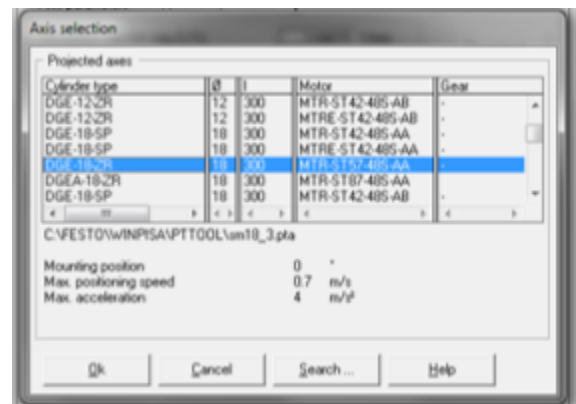 Axis selection
Projected axes
Cylinder type Ø l Motor Gear
DGE-12-ZR 12 300 MTR-ST42-48S-AB -
DGE-12-ZR 12 300 MTRE-ST42-48S-AB -
DGE-18-SP 18 300 MTR-ST42-48S-AA -
DGE-18-SP 18 300 MTRE-ST42-48S-AA -
DGE-18-ZR 18 300 MTR-ST57-48S-AA -
DGEA-18-ZR 18 300 MTR-ST87-48S-AA -
DGE-18-SP 18 300 MTR-ST42-48S-AB -
C:\FESTO\WINPISA\PTTOOL\sm18_3.pta
Mounting position 0 °
Max. positioning speed 0.7 m/s
Max. acceleration 4 m/s²
Ok Cancel Search ... Help